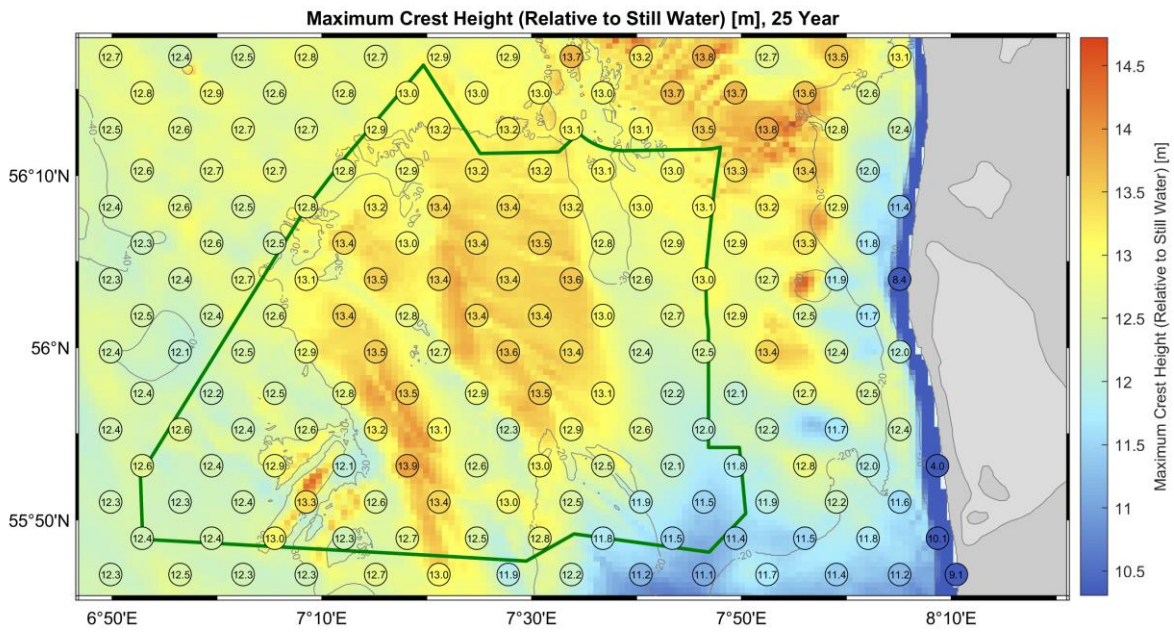 Maximum Crest Height (Relative to Still Water) [m], 25 Year
12.7 12.4 12.5 12.8 12.7 12.9 12.9 13.7 13.2 13.8 12.7 13.5 13.1
12.8 12.9 12.6 12.8 13.0 13.0 13.0 13.0 13.7 13.7 13.6 12.6
12.5 12.6 12.7 12.7 12.9 13.2 13.2 13.1 13.1 13.5 13.8 12.8 12.4
56°10'N
12.6 12.7 12.7 12.8 12.9 13.2 13.2 13.1 13.0 13.3 13.4 12.0
12.4 12.6 12.5 12.8 13.2 13.4 13.4 13.2 13.0 13.1 13.2 12.9 11.4
12.3 12.6 12.5 13.4 13.0 13.4 13.5 12.8 12.9 12.9 13.3 11.8
12.3 12.4 12.7 13.1 13.5 13.4 13.4 13.6 12.6 13.0 12.7 11.9 8.4
12.5 12.4 12.6 13.4 12.8 13.4 13.4 13.0 12.7 12.9 12.5 11.7
56°N
12.4 12.1 12.5 12.9 13.5 12.7 13.6 13.4 12.4 12.5 13.4 12.4 12.0
12.4 12.2 12.5 12.8 13.5 12.9 13.5 13.1 12.2 12.1 12.7 12.5
12.4 12.6 12.4 12.6 13.2 13.1 12.3 12.9 12.6 12.0 12.2 11.7 12.4
12.6 12.4 12.9 12.1 13.9 12.6 13.0 12.5 12.1 11.8 12.8 12.0 4.0
12.3 12.3 12.4 13.3 12.6 13.4 13.0 12.5 11.9 11.5 11.9 12.2 11.6
55°50'N
12.4 12.4 13.0 12.3 12.7 12.5 12.8 11.8 11.5 11.4 11.5 11.8 10.1
12.3 12.5 12.3 12.3 12.7 13.0 11.9 12.2 11.2 11.1 11.7 11.4 11.2 9.1
6°50'E 7°10'E 7°30'E 7°50'E 8°10'E
14.5
14
13.5
13
12.5
12
11.5
11
10.5
Maximum Crest Height (Relative to Still Water) [m]